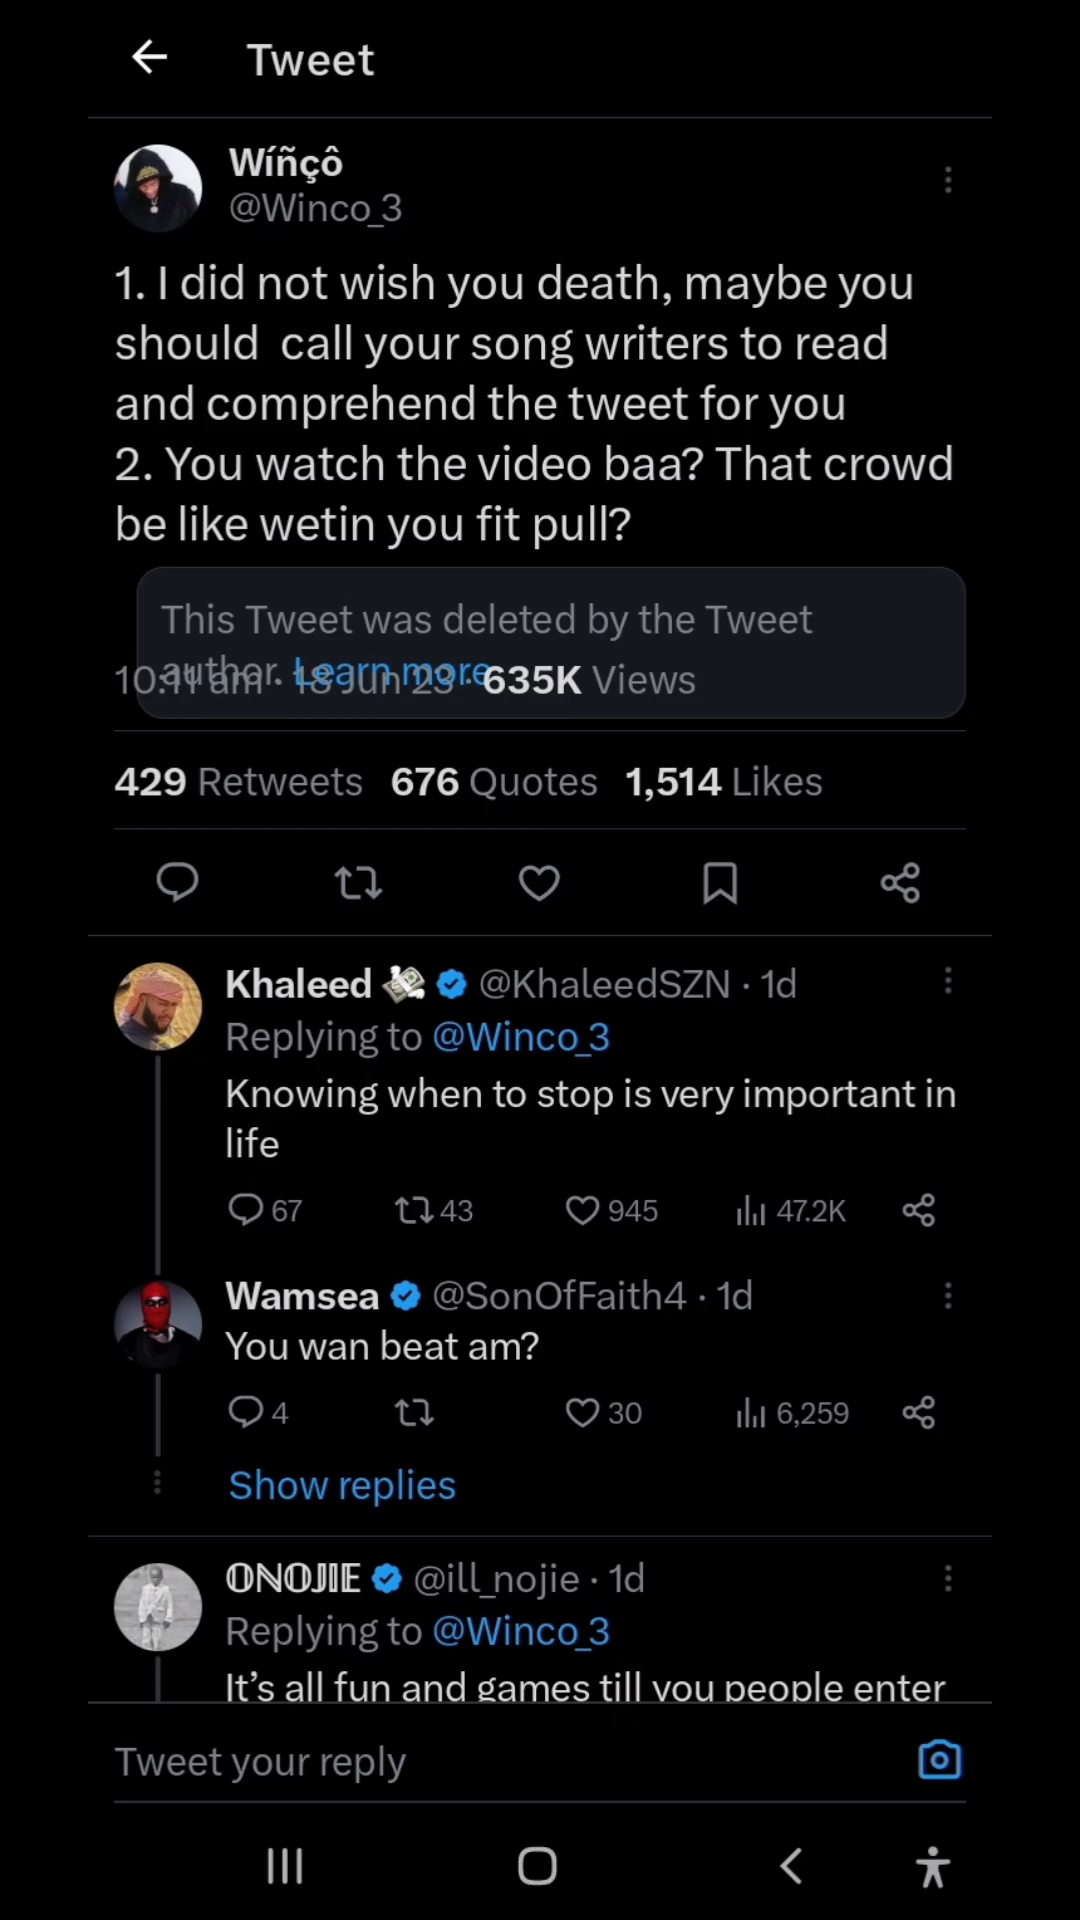 Tweet
Wíñçô
@Winco_3
1. I did not wish you death, maybe you
should  call your song writers to read
and comprehend the tweet for you
2. You watch the video baa? That crowd
be like wetin you fit pull?
This Tweet was deleted by the Tweet
author. Learn more
10:11 am · 18 Jun 23 · 635K Views
429 Retweets 676 Quotes 1,514 Likes
Khaleed @KhaleedSZN · 1d
Replying to @Winco_3
Knowing when to stop is very important in
life
67 43 945 47.2K
Wamsea @SonOfFaith4 · 1d
You wan beat am?
4 30 6,259
Show replies
𝕆ℕ𝕆𝕁𝕀𝔼 @ill_nojie · 1d
Replying to @Winco_3
It’s all fun and games till you people enter
Tweet your reply